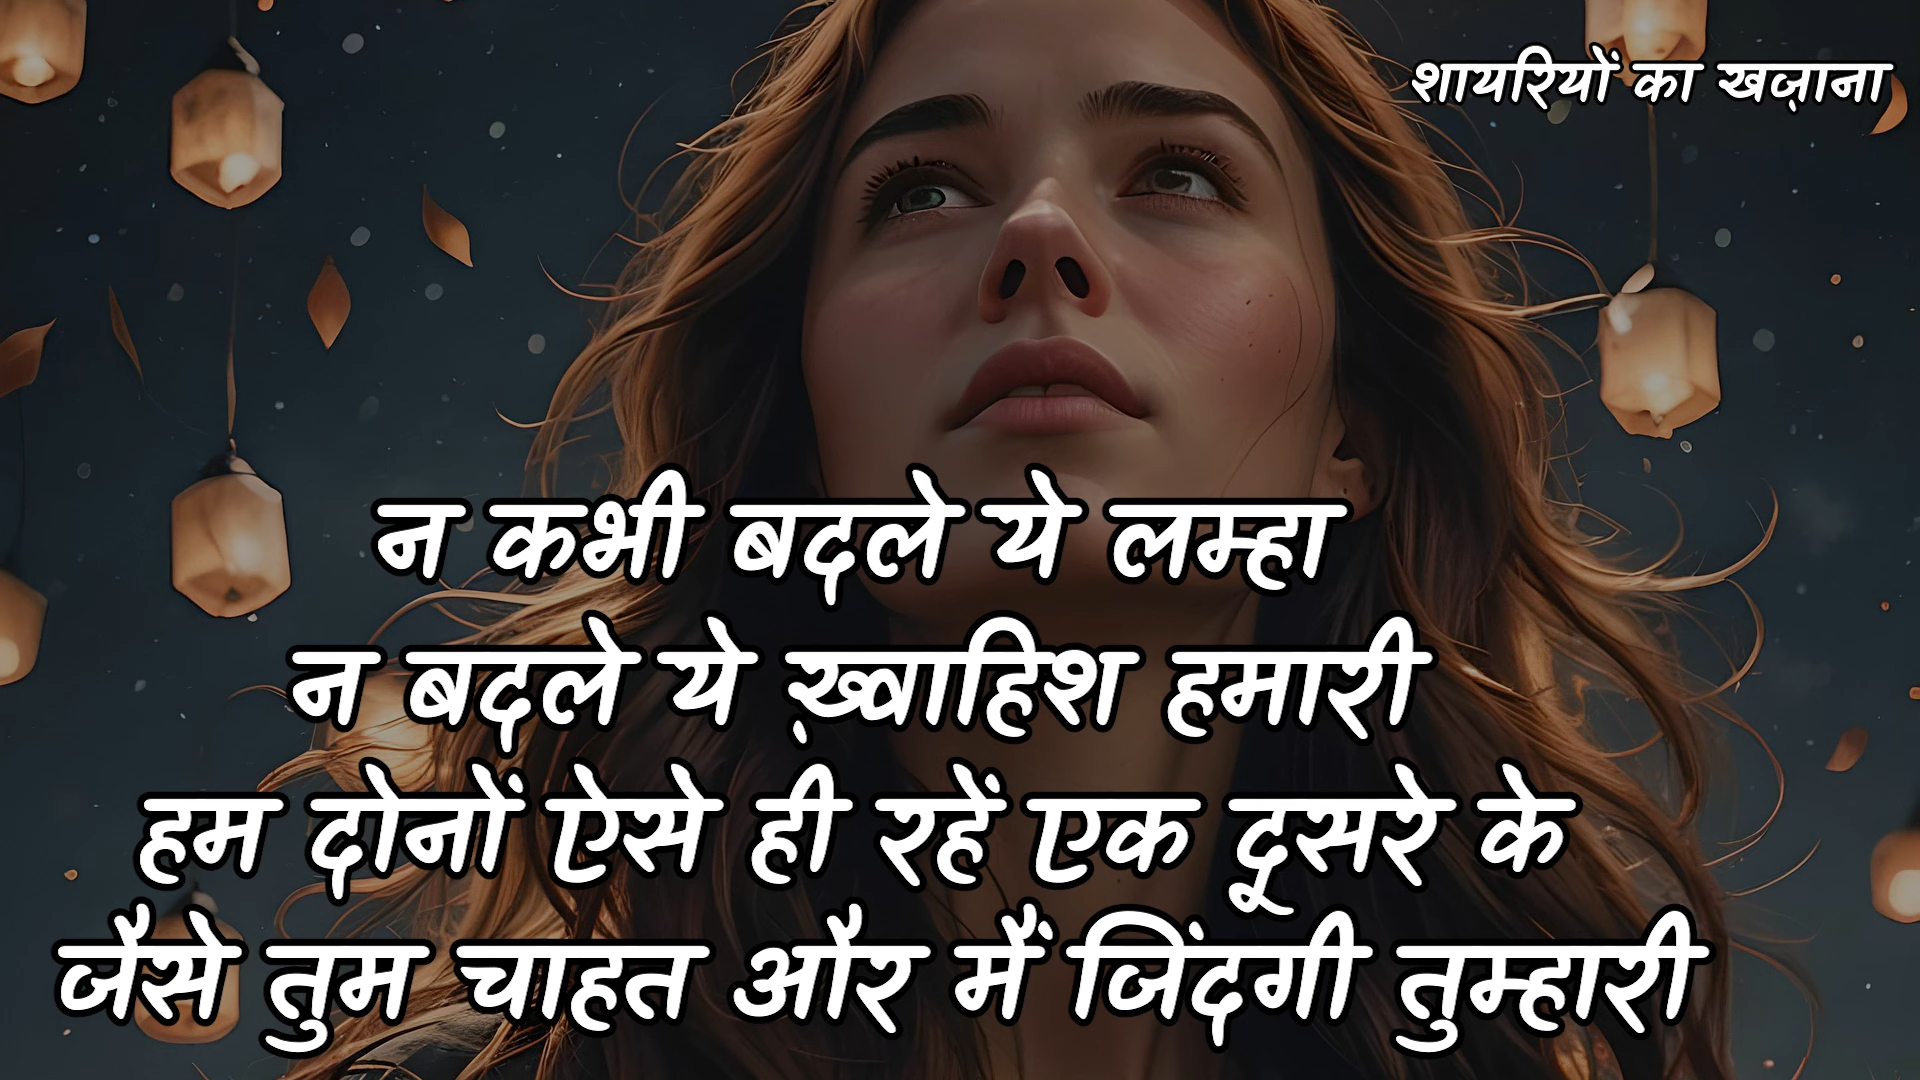 शायरियों का खज़ाना
न कभी बदले ये लम्हा
न बदले ये ख़्वाहिश हमारी
हम दोनों ऐसे ही रहें एक दूसरे के
जैसे तुम चाहत और मैं जिंदगी तुम्हारी